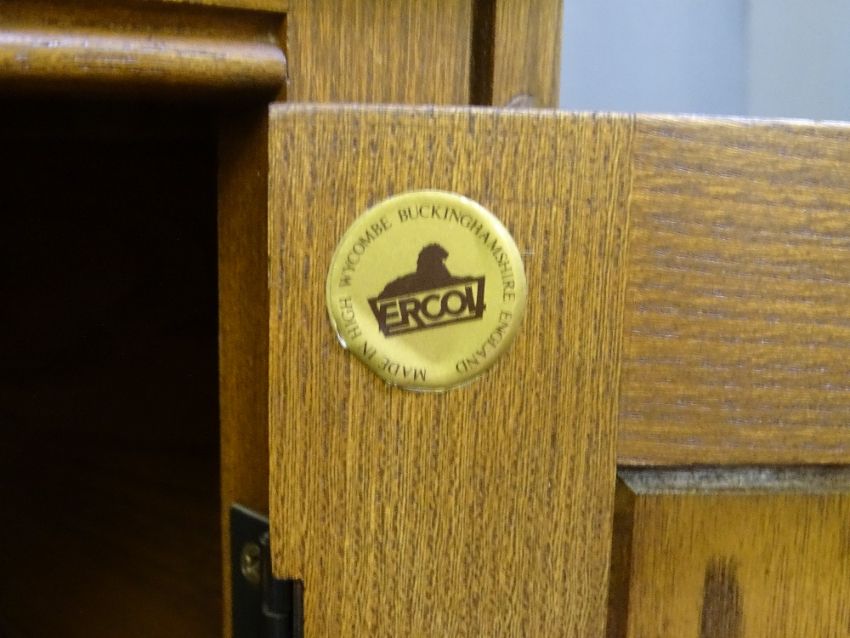 MADE IN HIGH WYCOMBE BUCKINGHAMSHIRE ENGLAND
ERCOL